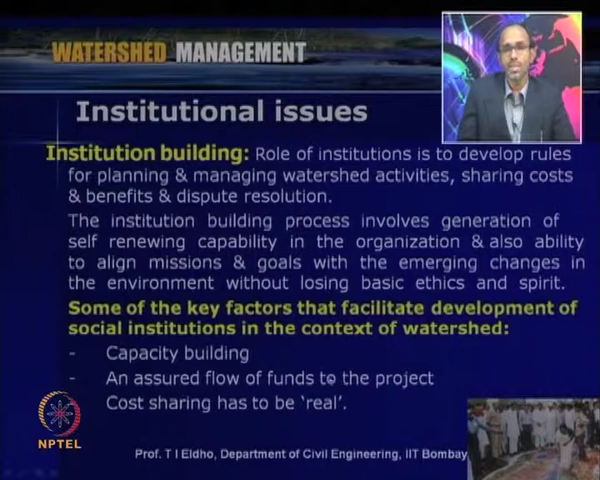 WATERSHED MANAGEMENT
Institutional issues
Institution building: Role of institutions is to develop rules
for planning & managing watershed activities, sharing costs
& benefits & dispute resolution.
The institution building process involves generation of
self renewing capability in the organization & also ability
to align missions & goals with the emerging changes in
the environment without losing basic ethics and spirit.
Some of the key factors that facilitate development of
social institutions in the context of watershed:
- Capacity building
- An assured flow of funds to the project
Cost sharing has to be 'real'.
NPTEL
Prof. T I Eldho, Department of Civil Engineering, IIT Bombay